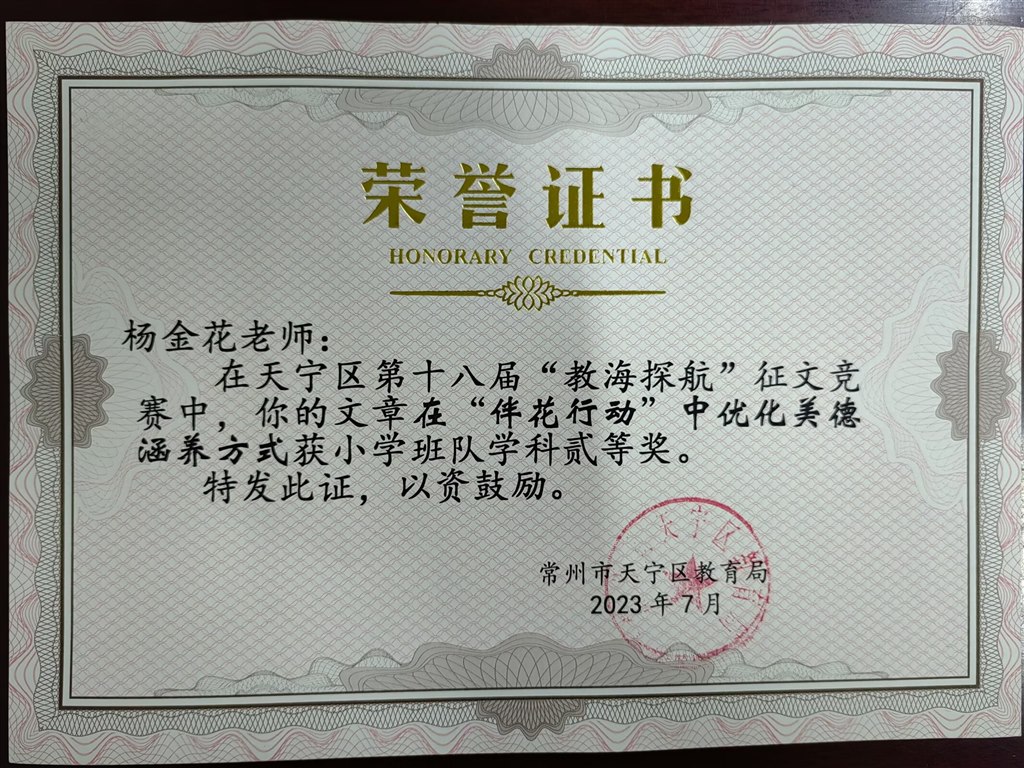 荣誉证书
HONORARY CREDENTIAL
杨金花老师：
在天宁区第十八届“教海探航”征文竞
赛中，你的文章在“伴花行动”中优化美德
涵养方式获小学班队学科贰等奖。
特发此证，以资鼓励。
常州市天宁区教育局
2023 年 7 月
天宁区